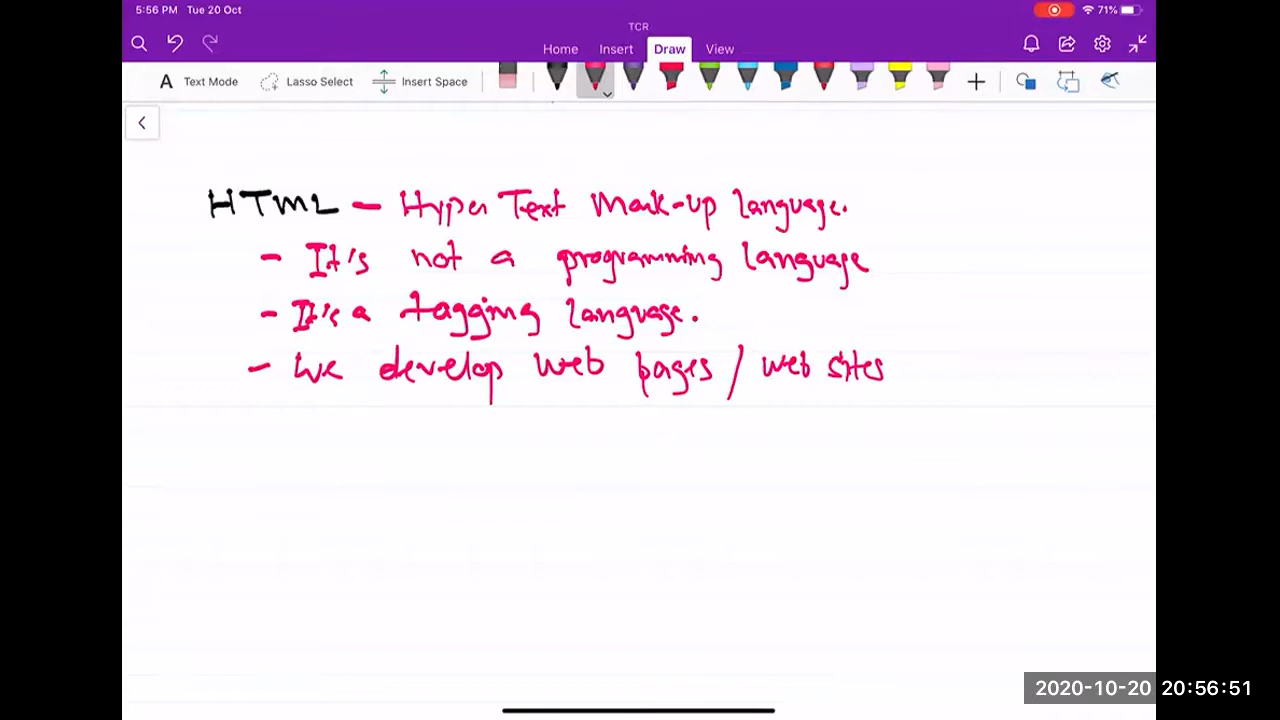 5:56 PM Tue 20 Oct
71%
TCR
Home Insert Draw View
A Text Mode Lasso Select Insert Space
HTML - Hyper Text Mark-up language.
- It's not a programming language
- It's a tagging language.
- We develop web pages / web sites
2020-10-20 20:56:51